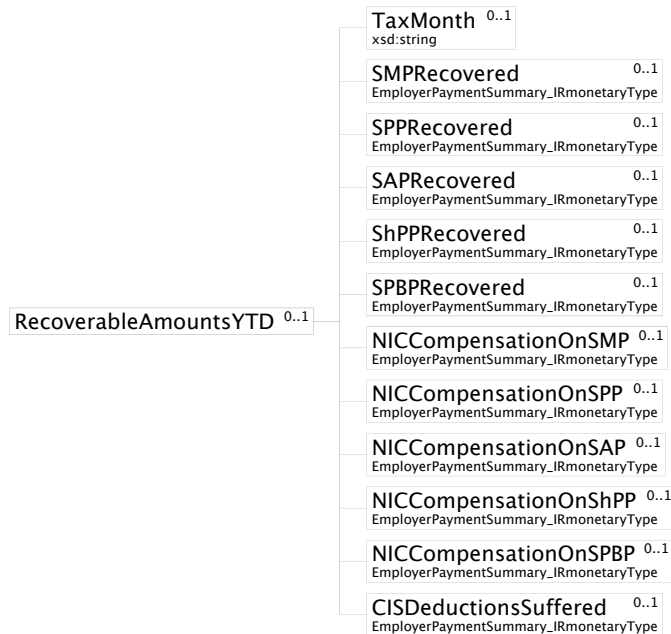 TaxMonth 0..1
xsd:string
SMPRecovered 0..1
EmployerPaymentSummary_IRmonetaryType
SPPRecovered 0..1
EmployerPaymentSummary_IRmonetaryType
SAPRecovered 0..1
EmployerPaymentSummary_IRmonetaryType
ShPPRecovered 0..1
EmployerPaymentSummary_IRmonetaryType
SPBPRecovered 0..1
EmployerPaymentSummary_IRmonetaryType
RecoverableAmountsYTD 0..1
NICCompensationOnSMP 0..1
EmployerPaymentSummary_IRmonetaryType
NICCompensationOnSPP 0..1
EmployerPaymentSummary_IRmonetaryType
NICCompensationOnSAP 0..1
EmployerPaymentSummary_IRmonetaryType
NICCompensationOnShPP 0..1
EmployerPaymentSummary_IRmonetaryType
NICCompensationOnSPBP 0..1
EmployerPaymentSummary_IRmonetaryType
CISDeductionsSuffered 0..1
EmployerPaymentSummary_IRmonetaryType